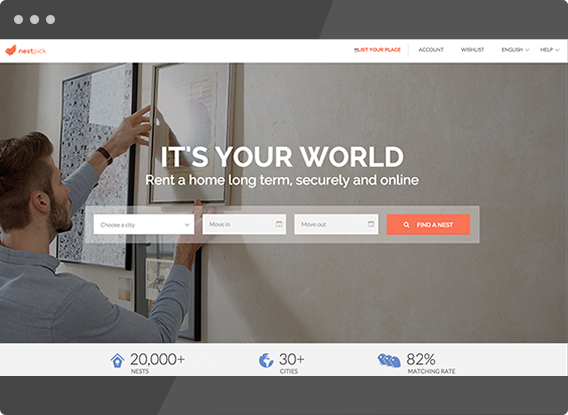 nestpick
LIST YOUR PLACE
ACCOUNT
WISHLIST
ENGLISH
HELP
IT'S YOUR WORLD
Rent a home long term, securely and online
Choose a city
Move in
Move out
FIND A NEST
20,000+
NESTS
30+
CITIES
82%
MATCHING RATE